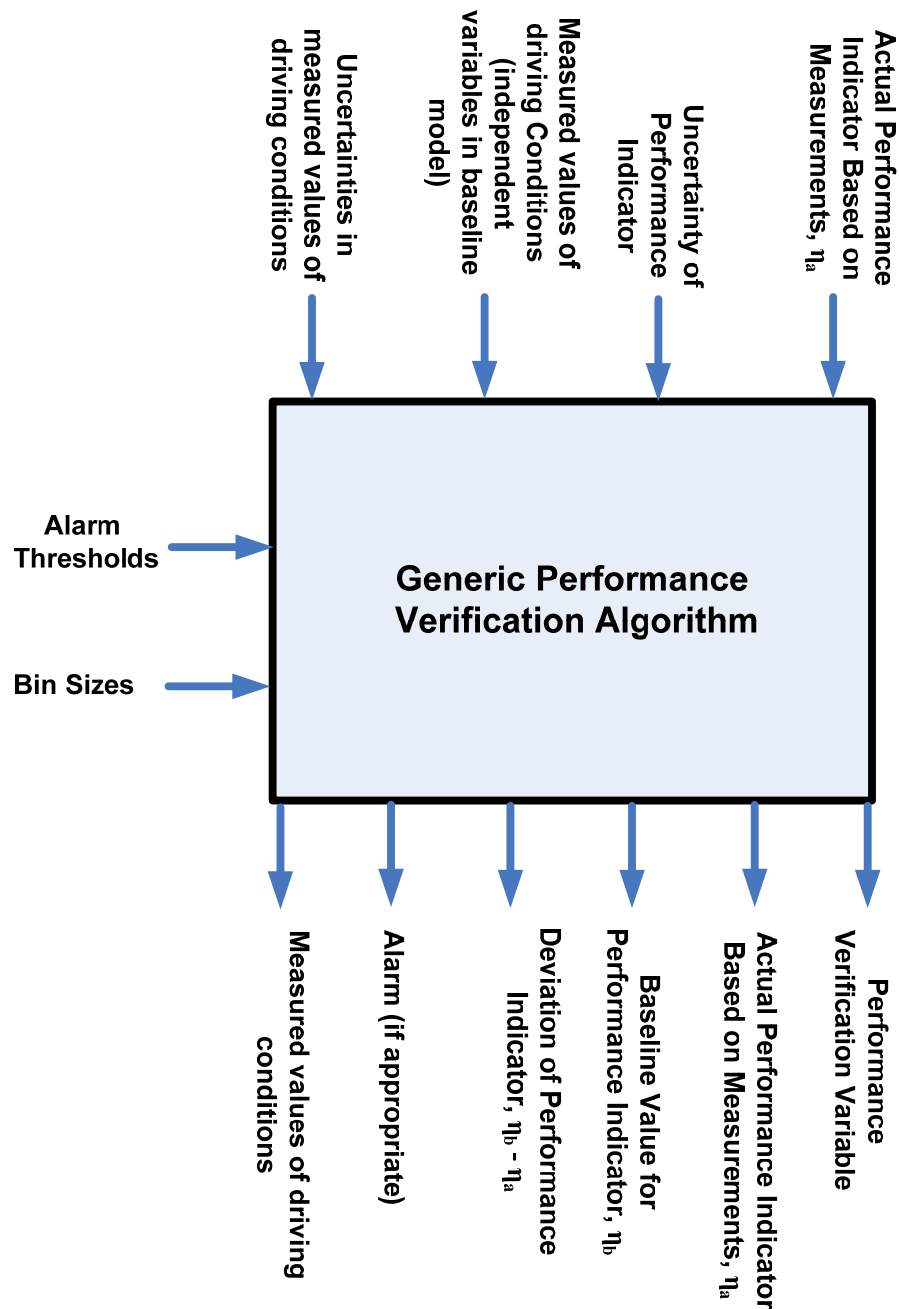 Uncertainties in
measured values of
driving conditions
Measured values of
driving Conditions
(independent
variables in baseline
model)
Uncertainty of
Performance
Indicator
Actual Performance
Indicator Based on
Measurements, ηa
Alarm
Thresholds
Bin Sizes
Generic Performance
Verification Algorithm
Measured values of driving
conditions
Alarm (if appropriate)
Deviation of Performance
Indicator, ηb - ηa
Baseline Value for
Performance Indicator, ηb
Actual Performance Indicator
Based on Measurements, ηa
Performance
Verification Variable